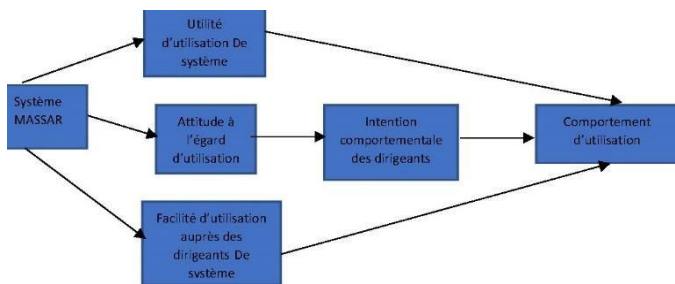 Utilité
d'utilisation De
système
Système
MASSAR
Attitude à
l'égard
d'utilisation
Intention
comportementale
des dirigeants
Comportement
d'utilisation
Facilité d'utilisation
auprès des
dirigeants De
système